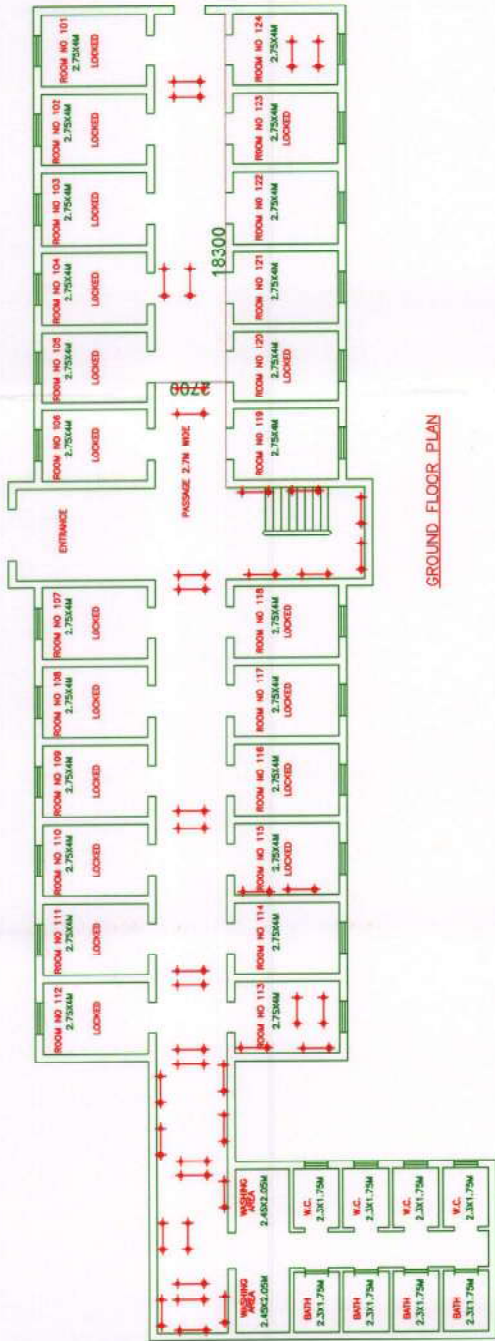 ROOM NO 101
2.75X4M
LOCKED
ROOM NO 102
2.75X4M
LOCKED
ROOM NO 103
2.75X4M
LOCKED
ROOM NO 104
2.75X4M
LOCKED
ROOM NO 105
2.75X4M
LOCKED
ROOM NO 106
2.75X4M
LOCKED
ENTRANCE
ROOM NO 107
2.75X4M
LOCKED
ROOM NO 108
2.75X4M
LOCKED
ROOM NO 109
2.75X4M
LOCKED
ROOM NO 110
2.75X4M
LOCKED
ROOM NO 111
2.75X4M
LOCKED
ROOM NO 112
2.75X4M
LOCKED
18300
2700
PASSAGE 2.7M WIDE
ROOM NO 124
2.75X4M
ROOM NO 123
2.75X4M
LOCKED
ROOM NO 122
2.75X4M
ROOM NO 121
2.75X4M
ROOM NO 120
2.75X4M
LOCKED
ROOM NO 119
2.75X4M
ROOM NO 118
2.75X4M
LOCKED
ROOM NO 117
2.75X4M
LOCKED
ROOM NO 116
2.75X4M
LOCKED
ROOM NO 115
2.75X4M
LOCKED
ROOM NO 114
2.75X4M
ROOM NO 113
2.75X4M
WASHING
AREA
2.45X2.05M
WASHING
AREA
2.45X2.05M
W.C.
2.3X1.75M
W.C.
2.3X1.75M
W.C.
2.3X1.75M
W.C.
2.3X1.75M
BATH
2.3X1.75M
BATH
2.3X1.75M
BATH
2.3X1.75M
BATH
2.3X1.75M
GROUND FLOOR PLAN